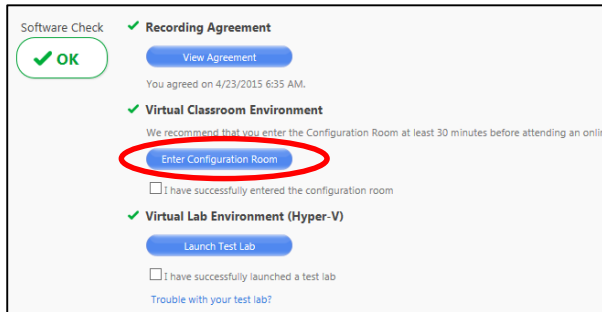 Software Check
OK
Recording Agreement
View Agreement
You agreed on 4/23/2015 6:35 AM.
Virtual Classroom Environment
We recommend that you enter the Configuration Room at least 30 minutes before attending an
Enter Configuration Room
I have successfully entered the configuration room
Virtual Lab Environment (Hyper-V)
Launch Test Lab
I have successfully launched a test lab
Trouble with your test lab?